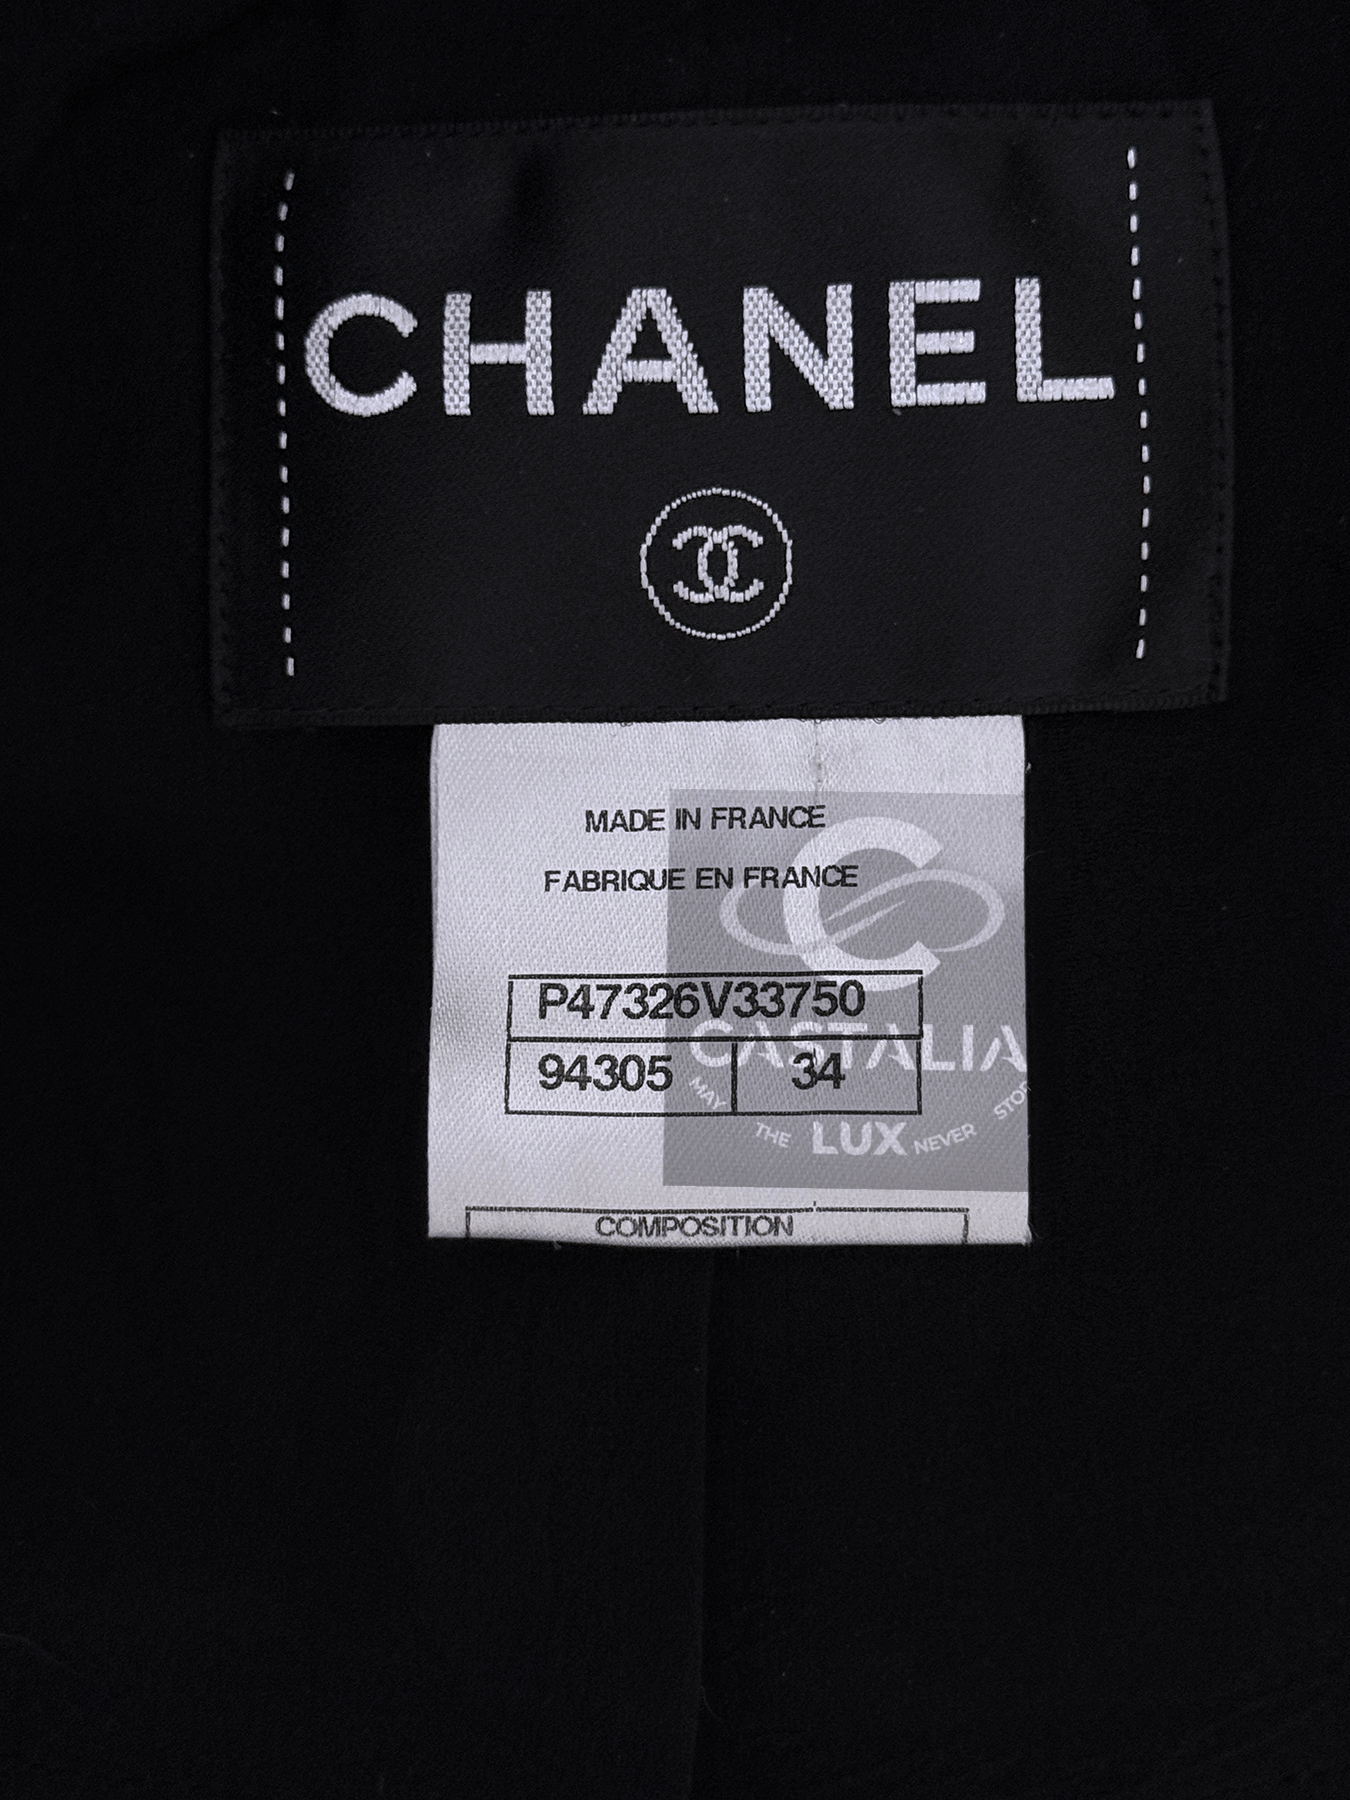 CHANEL
MADE IN FRANCE
FABRIQUE EN FRANCE
P47326V33750
94305 34
CASTALIA
MAY THE LUX NEVER STOP
COMPOSITION